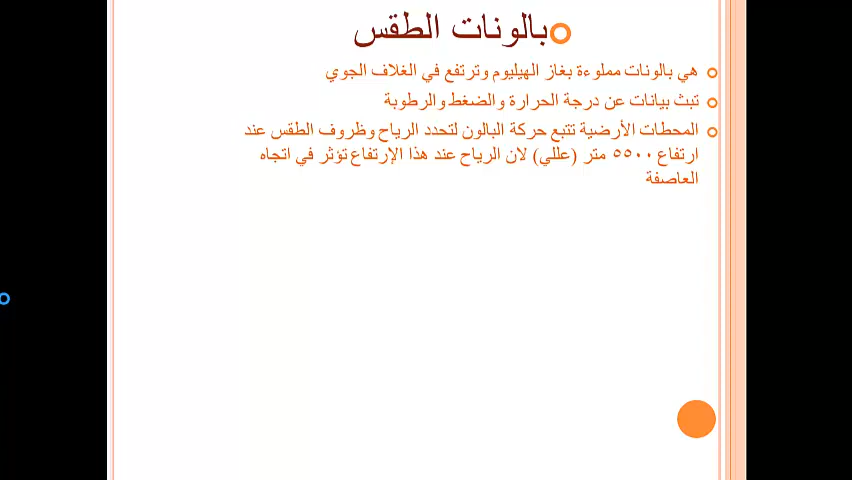 بالونات الطقس
هي بالونات مملوءة بغاز الهيليوم وترتفع في الغلاف الجوي
تبث بيانات عن درجة الحرارة والضغط والرطوبة
المحطات الأرضية تتبع حركة البالون لتحدد الرياح وظروف الطقس عند
ارتفاع ٥٥٠٠ متر (عللي) لان الرياح عند هذا الإرتفاع تؤثر في اتجاه
العاصفة